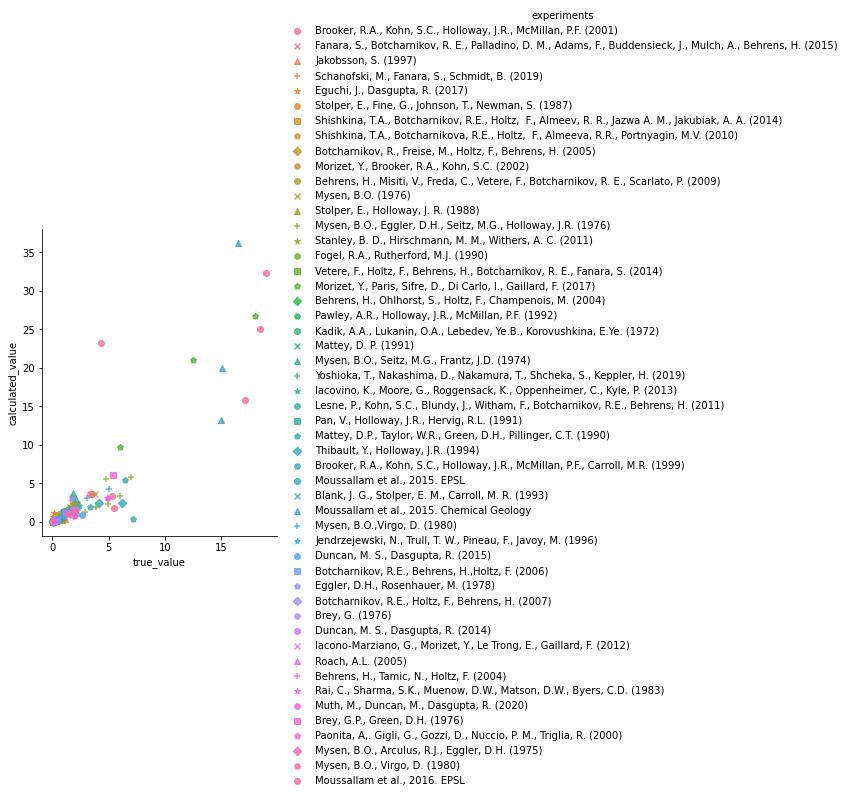 experiments
Brooker, R.A., Kohn, S.C., Holloway, J.R., McMillan, P.F. (2001)
Fanara, S., Botcharnikov, R. E., Palladino, D. M., Adams, F., Buddensieck, J., Mulch, A., Behrens, H. (2015)
Jakobsson, S. (1997)
Schanofski, M., Fanara, S., Schmidt, B. (2019)
Eguchi, J., Dasgupta, R. (2017)
Stolper, E., Fine, G., Johnson, T., Newman, S. (1987)
Shishkina, T.A., Botcharnikov, R.E., Holtz,  F., Almeev, R. R., Jazwa A. M., Jakubiak, A. A. (2014)
Shishkina, T.A., Botcharnikova, R.E., Holtz,  F., Almeeva, R.R., Portnyagin, M.V. (2010)
Botcharnikov, R., Freise, M., Holtz, F., Behrens, H. (2005)
Morizet, Y., Brooker, R.A., Kohn, S.C. (2002)
Behrens, H., Misiti, V., Freda, C., Vetere, F., Botcharnikov, R. E., Scarlato, P. (2009)
Mysen, B.O. (1976)
Stolper, E., Holloway, J. R. (1988)
Mysen, B.O., Eggler, D.H., Seitz, M.G., Holloway, J.R. (1976)
Stanley, B. D., Hirschmann, M. M., Withers, A. C. (2011)
Fogel, R.A., Rutherford, M.J. (1990)
Vetere, F., Holtz, F., Behrens, H., Botcharnikov, R. E., Fanara, S. (2014)
Morizet, Y., Paris, Sifre, D., Di Carlo, I., Gaillard, F. (2017)
Behrens, H., Ohlhorst, S., Holtz, F., Champenois, M. (2004)
Pawley, A.R., Holloway, J.R., McMillan, P.F. (1992)
Kadik, A.A., Lukanin, O.A., Lebedev, Ye.B., Korovushkina, E.Ye. (1972)
Mattey, D. P. (1991)
Mysen, B.O., Seitz, M.G., Frantz, J.D. (1974)
Yoshioka, T., Nakashima, D., Nakamura, T., Shcheka, S., Keppler, H. (2019)
Iacovino, K., Moore, G., Roggensack, K., Oppenheimer, C., Kyle, P. (2013)
Lesne, P., Kohn, S.C., Blundy, J., Witham, F., Botcharnikov, R.E., Behrens, H. (2011)
Pan, V., Holloway, J.R., Hervig, R.L. (1991)
Mattey, D.P., Taylor, W.R., Green, D.H., Pillinger, C.T. (1990)
Thibault, Y., Holloway, J.R. (1994)
Brooker, R.A., Kohn, S.C., Holloway, J.R., McMillan, P.F., Carroll, M.R. (1999)
Moussallam et al., 2015. EPSL
Blank, J. G., Stolper, E. M., Carroll, M. R. (1993)
Moussallam et al., 2015. Chemical Geology
Mysen, B.O.,Virgo, D. (1980)
Jendrzejewski, N., Trull, T. W., Pineau, F., Javoy, M. (1996)
Duncan, M. S., Dasgupta, R. (2015)
Botcharnikov, R.E., Behrens, H.,Holtz, F. (2006)
Eggler, D.H., Rosenhauer, M. (1978)
Botcharnikov, R.E., Holtz, F., Behrens, H. (2007)
Brey, G. (1976)
Duncan, M. S., Dasgupta, R. (2014)
Iacono-Marziano, G., Morizet, Y., Le Trong, E., Gaillard, F. (2012)
Roach, A.L. (2005)
Behrens, H., Tamic, N., Holtz, F. (2004)
Rai, C., Sharma, S.K., Muenow, D.W., Matson, D.W., Byers, C.D. (1983)
Muth, M., Duncan, M., Dasgupta, R. (2020)
Brey, G.P., Green, D.H. (1976)
Paonita, A,. Gigli, G., Gozzi, D., Nuccio, P. M., Triglia, R. (2000)
Mysen, B.O., Arculus, R.J., Eggler, D.H. (1975)
Mysen, B.O., Virgo, D. (1980)
Moussallam et al., 2016. EPSL
calculated_value
35
30
25
20
15
10
5
0
0
5
10
15
true_value